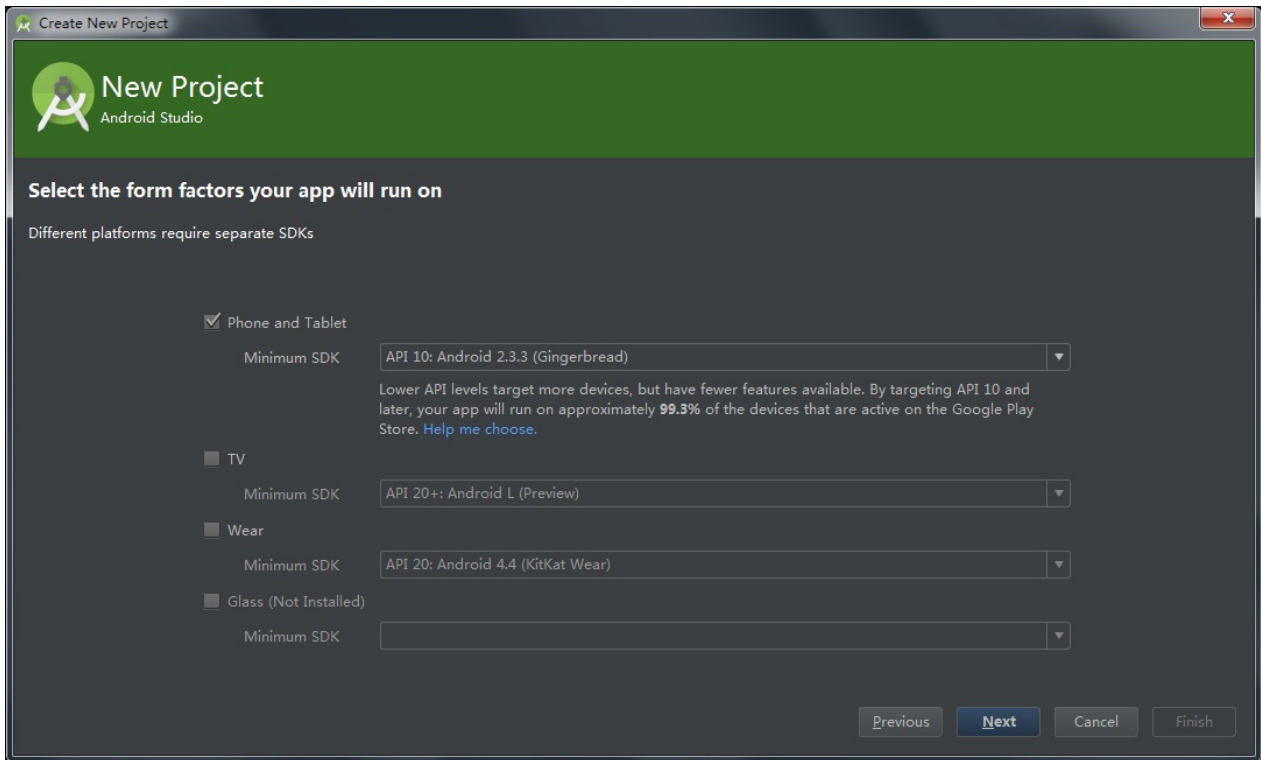 Create New Project
New Project
Android Studio
Select the form factors your app will run on
Different platforms require separate SDKs
Phone and Tablet
Minimum SDK
API 10: Android 2.3.3 (Gingerbread)
Lower API levels target more devices, but have fewer features available. By targeting API 10 and
later, your app will run on approximately 99.3% of the devices that are active on the Google Play
Store. Help me choose.
TV
Minimum SDK
API 20+: Android L (Preview)
Wear
Minimum SDK
API 20: Android 4.4 (KitKat Wear)
Glass (Not Installed)
Minimum SDK
Previous
Next
Cancel
Finish